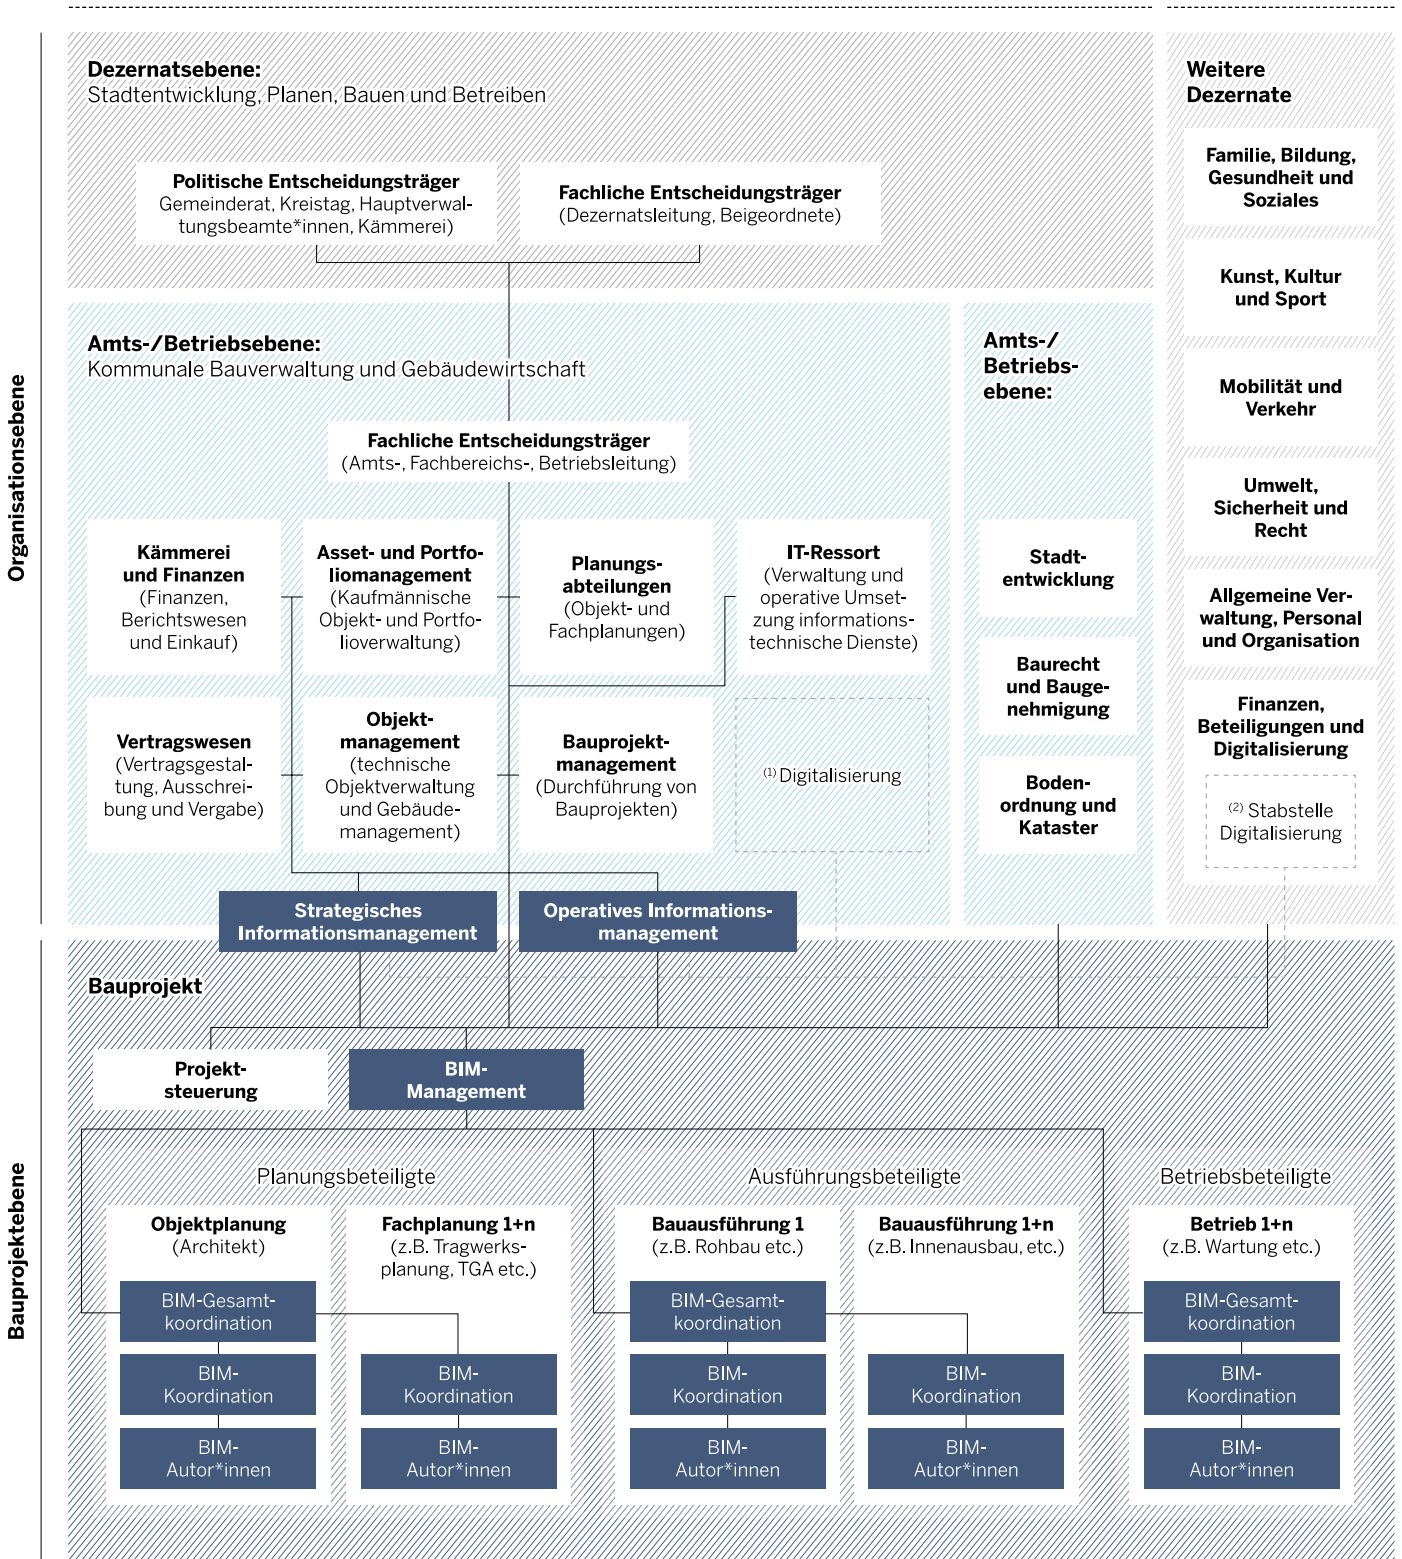 Organisationsebene
Dezernatsebene:
Stadtentwicklung, Planen, Bauen und Betreiben
Politische Entscheidungsträger
Gemeinderat, Kreistag, Hauptverwal-
tungsbeamte*innen, Kämmerei)
Fachliche Entscheidungsträger
(Dezernatsleitung, Beigeordnete)
Weitere
Dezernate
Familie, Bildung,
Gesundheit und
Soziales
Kunst, Kultur
und Sport
Mobilität und
Verkehr
Umwelt,
Sicherheit und
Recht
Allgemeine Ver-
waltung, Personal
und Organisation
Finanzen,
Beteiligungen und
Digitalisierung
(2) Stabstelle
Digitalisierung
Amts-/Betriebsebene:
Kommunale Bauverwaltung und Gebäudewirtschaft
Fachliche Entscheidungsträger
(Amts-, Fachbereichs-, Betriebsleitung)
Kämmerei
und Finanzen
(Finanzen,
Berichtswesen
und Einkauf)
Asset- und Portfo-
liomanagement
(Kaufmännische
Objekt- und Portfo-
lioverwaltung)
Planungs-
abteilungen
(Objekt- und
Fachplanungen)
IT-Ressort
(Verwaltung und
operative Umset-
zung informations-
technische Dienste)
Vertragswesen
(Vertragsgestal-
tung, Ausschrei-
bung und Vergabe)
Objekt-
management
(technische
Objektverwaltung
und Gebäude-
management)
Bauprojekt-
management
(Durchführung von
Bauprojekten)
(1) Digitalisierung
Amts-/
Betriebs-
ebene:
Stadt-
entwicklung
Baurecht
und Bauge-
nehmigung
Boden-
ordnung und
Kataster
Strategisches
Informationsmanagement
Operatives Informations-
management
Bauprojektebene
Bauprojekt
Projekt-
steuerung
BIM-
Management
Planungsbeteiligte
Objektplanung
(Architekt)
BIM-Gesamt-
koordination
BIM-
Koordination
BIM-
Autor*innen
Fachplanung 1+n
(z.B. Tragwerks-
planung, TGA etc.)
BIM-
Koordination
BIM-
Autor*innen
Ausführungsbeteiligte
Bauausführung 1
(z.B. Rohbau etc.)
BIM-Gesamt-
koordination
BIM-
Koordination
BIM-
Autor*innen
Bauausführung 1+n
(z.B. Innenausbau, etc.)
BIM-
Koordination
BIM-
Autor*innen
Betriebsbeteiligte
Betrieb 1+n
(z.B. Wartung etc.)
BIM-Gesamt-
koordination
BIM-
Koordination
BIM-
Autor*innen